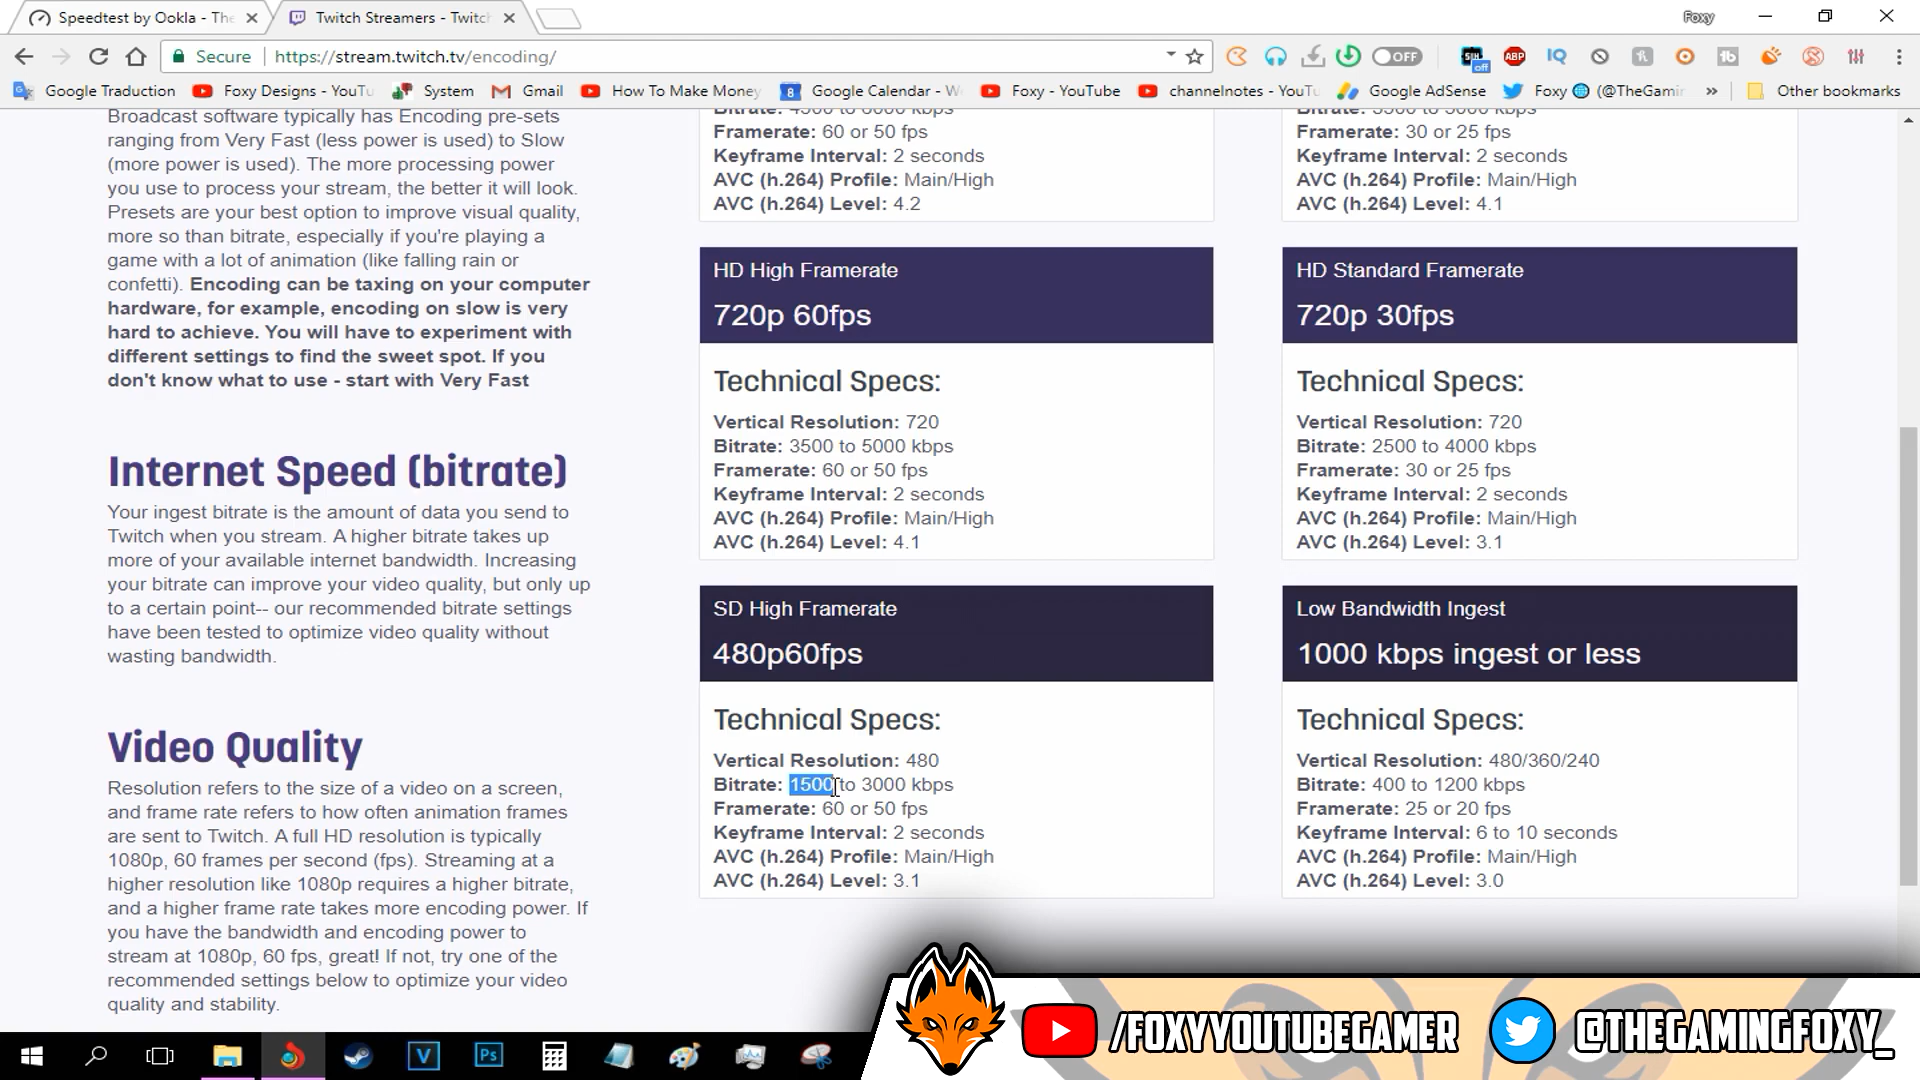 Speedtest by Ookla - The
Twitch Streamers - Twitch
Foxy
Secure
https://stream.twitch.tv/encoding/
OFF
off
ABP
IQ
Google Traduction
Foxy Designs - YouTu
System
Gmail
How To Make Money
8
Google Calendar - W
Foxy - YouTube
channelnotes - YouTu
Google AdSense
Foxy 🌐 (@TheGami
»
Other bookmarks
Broadcast software typically has Encoding pre-sets
ranging from Very Fast (less power is used) to Slow
(more power is used). The more processing power
you use to process your stream, the better it will look.
Presets are your best option to improve visual quality,
more so than bitrate, especially if you're playing a
game with a lot of animation (like falling rain or
confetti). Encoding can be taxing on your computer
hardware, for example, encoding on slow is very
hard to achieve. You will have to experiment with
different settings to find the sweet spot. If you
don't know what to use - start with Very Fast
Internet Speed (bitrate)
Your ingest bitrate is the amount of data you send to
Twitch when you stream. A higher bitrate takes up
more of your available internet bandwidth. Increasing
your bitrate can improve your video quality, but only up
to a certain point-- our recommended bitrate settings
have been tested to optimize video quality without
wasting bandwidth.
Video Quality
Resolution refers to the size of a video on a screen,
and frame rate refers to how often animation frames
are sent to Twitch. A full HD resolution is typically
1080p, 60 frames per second (fps). Streaming at a
higher resolution like 1080p requires a higher bitrate,
and a higher frame rate takes more encoding power. If
you have the bandwidth and encoding power to
stream at 1080p, 60 fps, great! If not, try one of the
recommended settings below to optimize your video
quality and stability.
Framerate: 60 or 50 fps
Keyframe Interval: 2 seconds
AVC (h.264) Profile: Main/High
AVC (h.264) Level: 4.2
Framerate: 30 or 25 fps
Keyframe Interval: 2 seconds
AVC (h.264) Profile: Main/High
AVC (h.264) Level: 4.1
HD High Framerate
720p 60fps
Technical Specs:
Vertical Resolution: 720
Bitrate: 3500 to 5000 kbps
Framerate: 60 or 50 fps
Keyframe Interval: 2 seconds
AVC (h.264) Profile: Main/High
AVC (h.264) Level: 4.1
HD Standard Framerate
720p 30fps
Technical Specs:
Vertical Resolution: 720
Bitrate: 2500 to 4000 kbps
Framerate: 30 or 25 fps
Keyframe Interval: 2 seconds
AVC (h.264) Profile: Main/High
AVC (h.264) Level: 3.1
SD High Framerate
480p60fps
Technical Specs:
Vertical Resolution: 480
Bitrate: 1500 to 3000 kbps
Framerate: 60 or 50 fps
Keyframe Interval: 2 seconds
AVC (h.264) Profile: Main/High
AVC (h.264) Level: 3.1
Low Bandwidth Ingest
1000 kbps ingest or less
Technical Specs:
Vertical Resolution: 480/360/240
Bitrate: 400 to 1200 kbps
Framerate: 25 or 20 fps
Keyframe Interval: 6 to 10 seconds
AVC (h.264) Profile: Main/High
AVC (h.264) Level: 3.0
V
Ps
/FOXYYOUTUBEGAMER
@THEGAMINGFOXY_